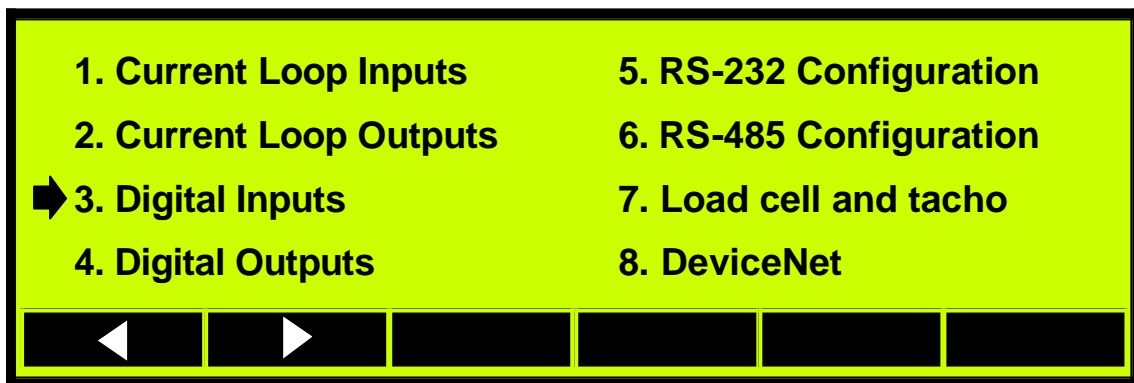 1. Current Loop Inputs
2. Current Loop Outputs
3. Digital Inputs
4. Digital Outputs
5. RS-232 Configuration
6. RS-485 Configuration
7. Load cell and tacho
8. DeviceNet